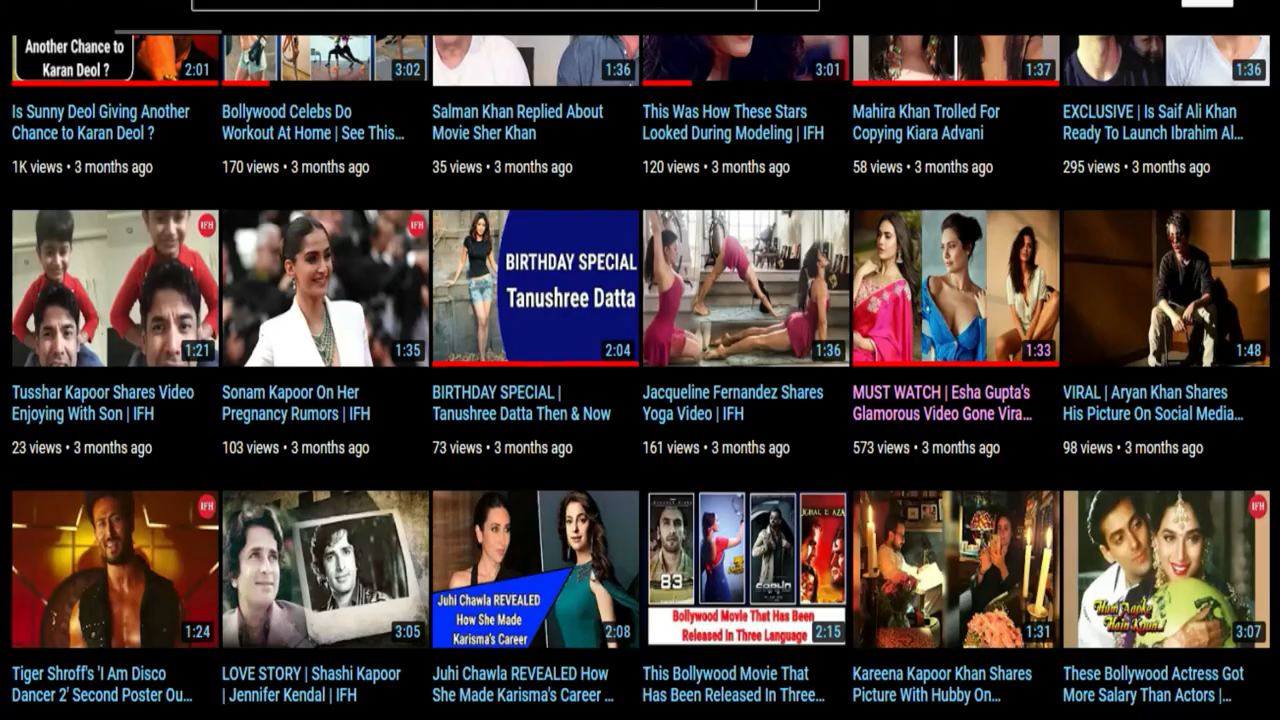 Another Chance to
Karan Deol ?
2:01
3:02
1:36
3:01
1:37
1:36
Is Sunny Deol Giving Another
Chance to Karan Deol ?
1K views • 3 months ago
Bollywood Celebs Do
Workout At Home | See This...
170 views • 3 months ago
Salman Khan Replied About
Movie Sher Khan
35 views • 3 months ago
This Was How These Stars
Looked During Modeling | IFH
120 views • 3 months ago
Mahira Khan Trolled For
Copying Kiara Advani
58 views • 3 months ago
EXCLUSIVE | Is Saif Ali Khan
Ready To Launch Ibrahim Al...
295 views • 3 months ago
IFH
1:21
IFH
1:35
BIRTHDAY SPECIAL
Tanushree Datta
2:04
1:36
1:33
1:48
Tusshar Kapoor Shares Video
Enjoying With Son | IFH
23 views • 3 months ago
Sonam Kapoor On Her
Pregnancy Rumors | IFH
103 views • 3 months ago
BIRTHDAY SPECIAL |
Tanushree Datta Then & Now
73 views • 3 months ago
Jacqueline Fernandez Shares
Yoga Video | IFH
161 views • 3 months ago
MUST WATCH | Esha Gupta's
Glamorous Video Gone Vira...
573 views • 3 months ago
VIRAL | Aryan Khan Shares
His Picture On Social Media...
98 views • 3 months ago
IFH
1:24
3:05
Juhi Chawla REVEALED
How She Made
Karisma's Career
2:08
83
Bollywood Movie That Has Been
Released In Three Language
2:15
1:31
IFH
Hum Aapke
Hain Koun..!
3:07
Tiger Shroff's 'I Am Disco
Dancer 2' Second Poster Ou...
LOVE STORY | Shashi Kapoor
| Jennifer Kendal | IFH
Juhi Chawla REVEALED How
She Made Karisma's Career ...
This Bollywood Movie That
Has Been Released In Three...
Kareena Kapoor Khan Shares
Picture With Hubby On...
These Bollywood Actress Got
More Salary Than Actors |...